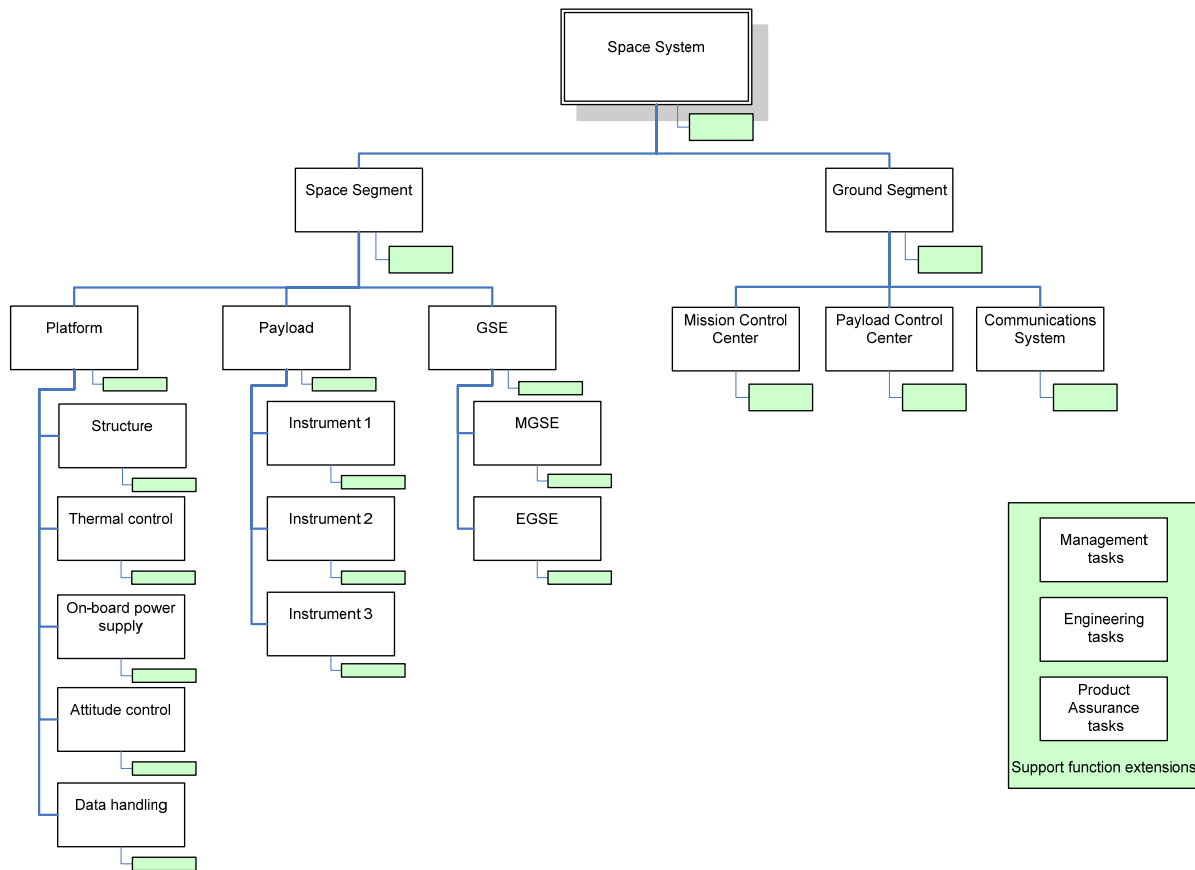 Space System
Space Segment
Ground Segment
Platform
Payload
GSE
Mission Control
Center
Payload Control
Center
Communications
System
Structure
Instrument 1
MGSE
Thermal control
Instrument 2
EGSE
On-board power
supply
Instrument 3
Attitude control
Data handling
Management
tasks
Engineering
tasks
Product
Assurance
tasks
Support function extensions